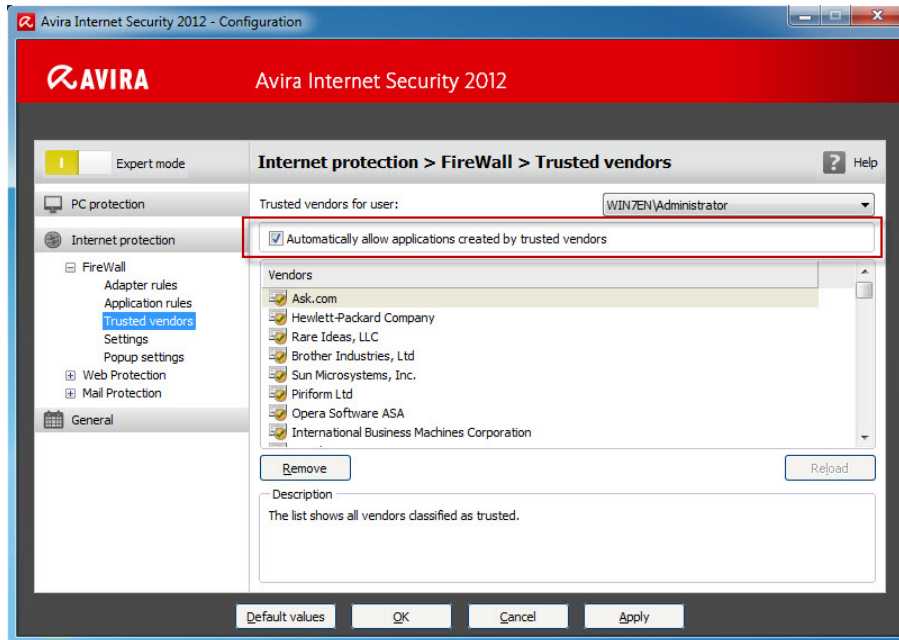 Avira Internet Security 2012 - Configuration
AVIRA
Avira Internet Security 2012
Expert mode
Internet protection > FireWall > Trusted vendors
? Help
PC protection
Trusted vendors for user:
WIN7EN\Administrator
Internet protection
Automatically allow applications created by trusted vendors
FireWall
Adapter rules
Application rules
Trusted vendors
Settings
Popup settings
Web Protection
Mail Protection
General
Vendors
Ask.com
Hewlett-Packard Company
Rare Ideas, LLC
Brother Industries, Ltd
Sun Microsystems, Inc.
Piriform Ltd
Opera Software ASA
International Business Machines Corporation
Remove
Reload
Description
The list shows all vendors classified as trusted.
Default values
OK
Cancel
Apply